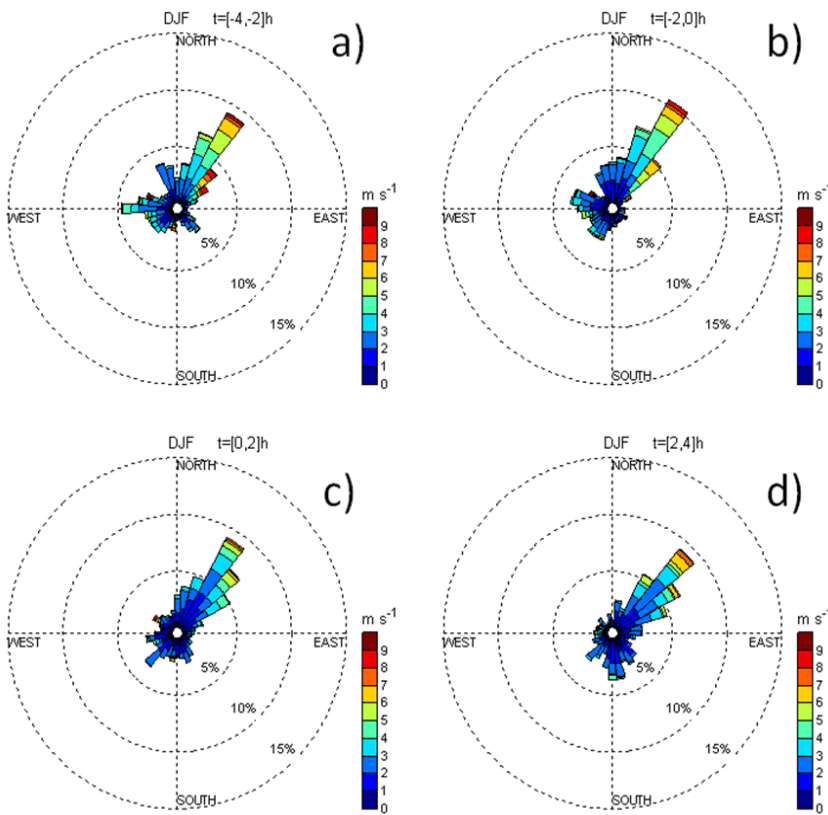 DJF t=[-4,-2]h
a)
NORTH
WEST
EAST
SOUTH
5%
10%
15%
m s-1
9
8
7
6
5
4
3
2
1
0
DJF t=[-2,0]h
b)
NORTH
WEST
EAST
SOUTH
5%
10%
15%
m s-1
9
8
7
6
5
4
3
2
1
0
DJF t=[0,2]h
c)
NORTH
WEST
EAST
SOUTH
5%
10%
15%
m s-1
9
8
7
6
5
4
3
2
1
0
DJF t=[2,4]h
d)
NORTH
WEST
EAST
SOUTH
5%
10%
15%
m s-1
9
8
7
6
5
4
3
2
1
0